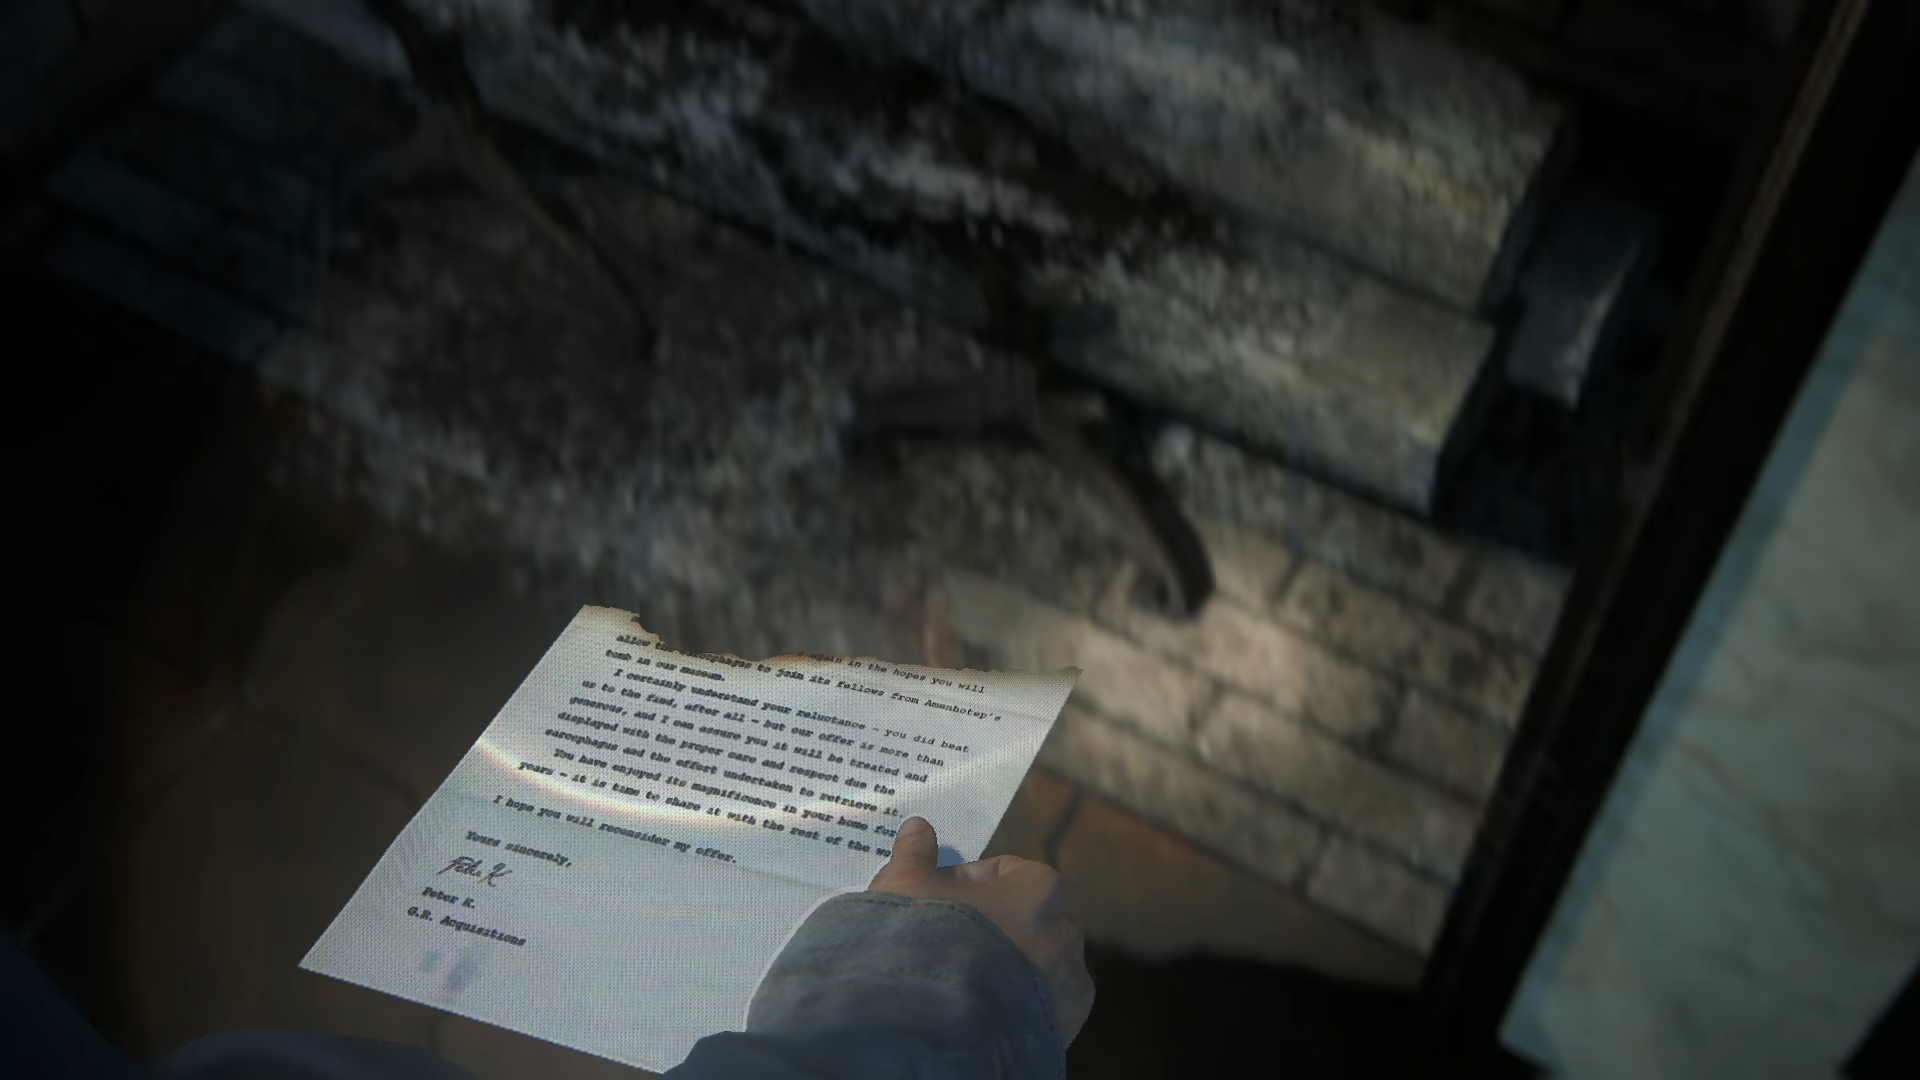 again in the hopes you will
to join its fellows from Amenhotep's
tomb in our museum.
I certainly understand your reluctance - you did beat
us to the find, after all - but our offer is more than
generous, and I can assure you it will be treated and
displayed with the proper care and respect due the
sarcophagus and the effort undertaken to retrieve it.
You have enjoyed its magnificence in your home for
years - it is time to share it with the rest of the
I hope you will reconsider my offer.
Yours sincerely,
Peter K
Peter K.
G.R. Acquisitions